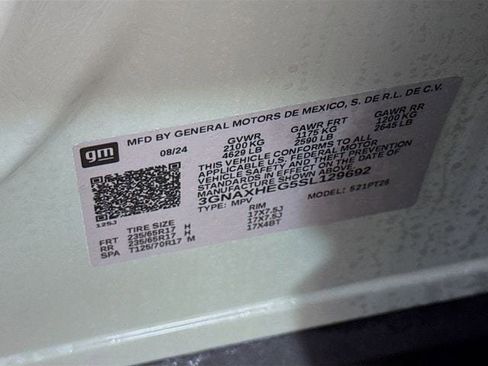 MFD BY GENERAL MOTORS DE MEXICO, S. DE R.L. DE C.V.
gm
08/24 GVWR GAWR FRT GAWR RR
2100 KG 1175 KG 1200 KG
4629 LB 2590 LB 2645 LB
THIS VEHICLE CONFORMS TO ALL
APPLICABLE U.S. FEDERAL MOTOR
VEHICLE SAFETY AND THEFT PREVENTION
STANDARDS IN EFFECT ON THE DATE OF
MANUFACTURE SHOWN ABOVE.
3GNAXHEG5SL129692
TYPE: MPV MODEL: 521PT26
125J
TIRE SIZE RIM
FRT 235/65R17 H 17X7.5J
RR 235/65R17 H 17X7.5J
SPA T125/70R17 M 17X4BT